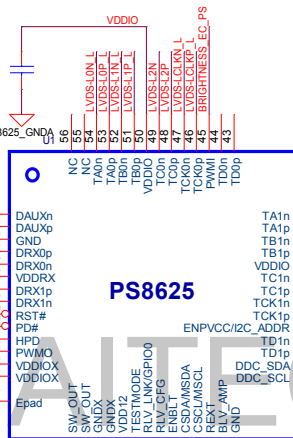 VDDIO
LVDS-L0N_L
LVDS-L0P_L
LVDS-L1N_L
LVDS-L1P_L
LVDS-L2N
LVDS-L2P
LVDS-LCLKN_L
LVDS-LCLKP_L
BRIGHTNESS_EC_PS
8625_GNDA
U1
56
55
54
53
52
51
50
49
48
47
46
45
44
43
NC
NC
TA0n
TA0p
TB0n
TB0p
VDDIO
TC0n
TC0p
TCK0n
TCK0p
PWMI
TD0n
TD0p
DAUXn
DAUXp
GND
DRX0p
DRX0n
VDDRX
DRX1p
DRX1n
RST#
PD#
HPD
PWMO
VDDIOX
VDDIOX
Epad
PS8625
TA1n
TA1p
TB1n
TB1p
VDDIO
TC1n
TC1p
TCK1n
TCK1p
ENPVCC/I2C_ADDR
TD1n
TD1p
DDC_SDA
DDC_SCL
SW_OUT
SW_OUT
GNDX
GNDXX
VDD12
TESTMODE
RLV_LNK/GPIO0
RLV_CFG
ENBLT
CSDA/MSDA
CSCL/MSCL
REXT
RLV_AMP
GND
AITEC